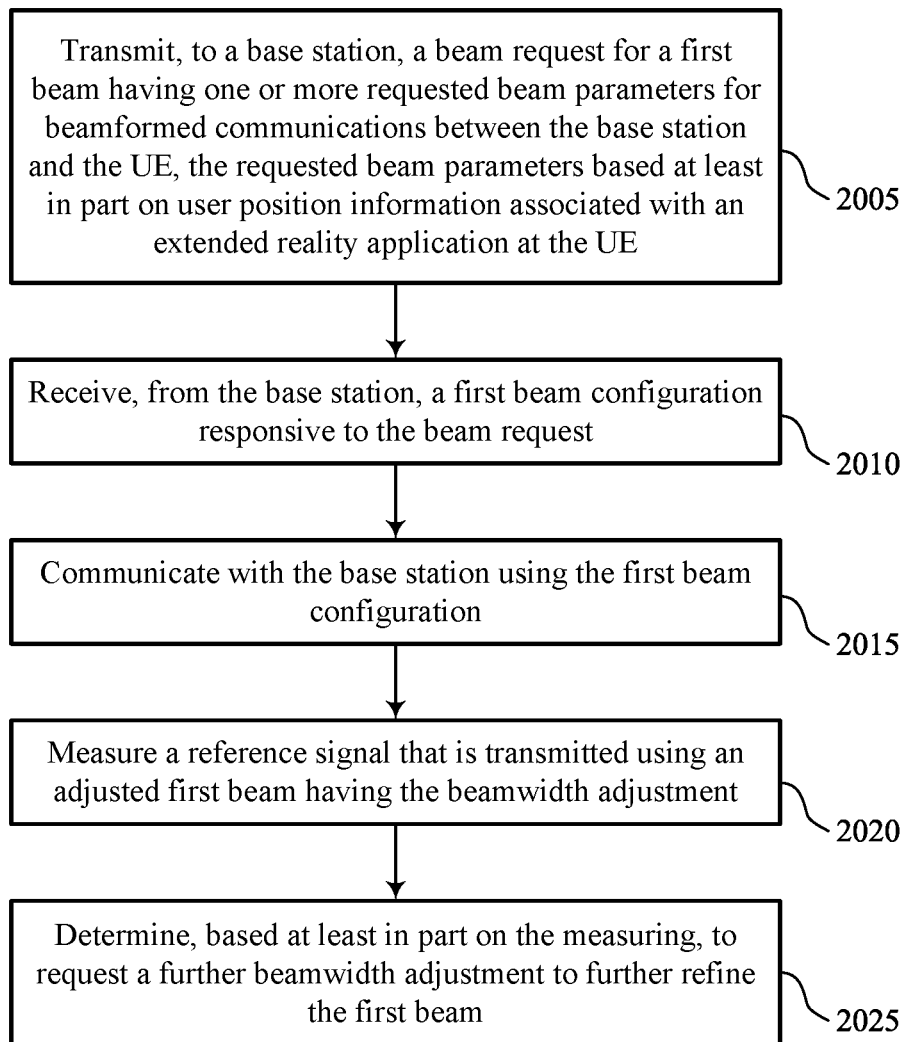 Transmit, to a base station, a beam request for a first
beam having one or more requested beam parameters for
beamformed communications between the base station
and the UE, the requested beam parameters based at least
in part on user position information associated with an
extended reality application at the UE
2005
Receive, from the base station, a first beam configuration
responsive to the beam request
2010
Communicate with the base station using the first beam
configuration
2015
Measure a reference signal that is transmitted using an
adjusted first beam having the beamwidth adjustment
2020
Determine, based at least in part on the measuring, to
request a further beamwidth adjustment to further refine
the first beam
2025